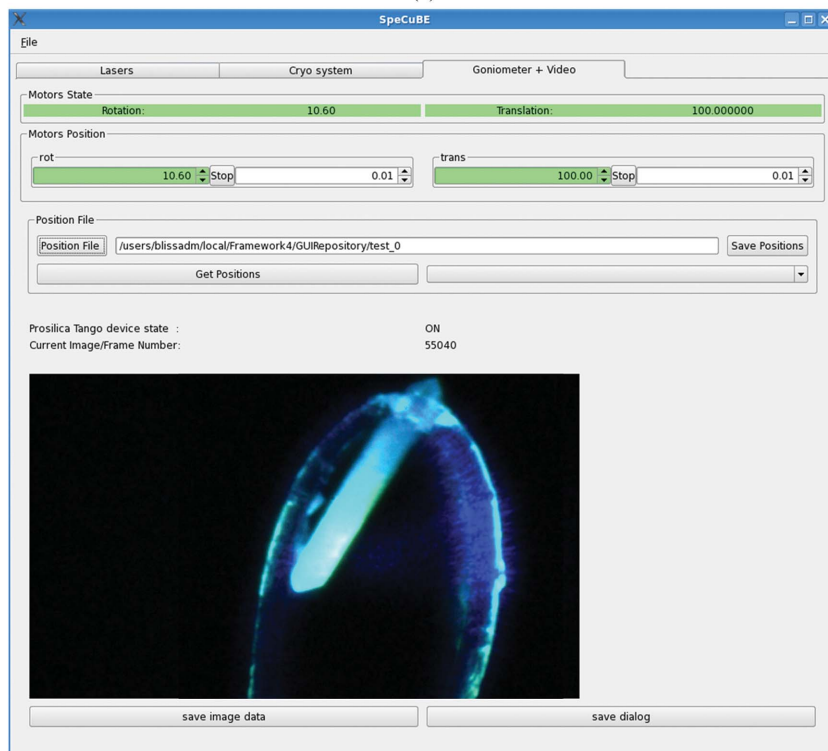 SpeCuBE
File
Lasers Cryo system Goniometer + Video
Motors State
Rotation: 10.60 Translation: 100.000000
Motors Position
rot trans
10.60 Stop 0.01 100.00 Stop 0.01
Position File
Position File /users/blissadm/local/Framework4/GUIRepository/test_0 Save Positions
Get Positions
Prosilica Tango device state : ON
Current Image/Frame Number: 55040
save image data save dialog